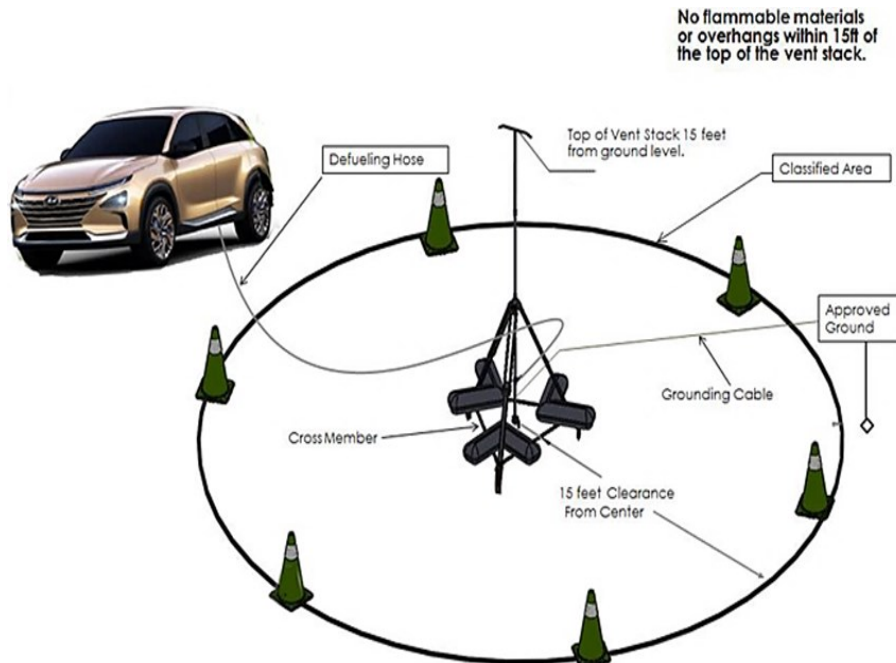 No flammable materials
or overhangs within 15ft of
the top of the vent stack.
Top of Vent Stack 15 feet
from ground level.
Defueling Hose
Classified Area
Approved
Ground
Grounding Cable
Cross Member
15 feet Clearance
From Center